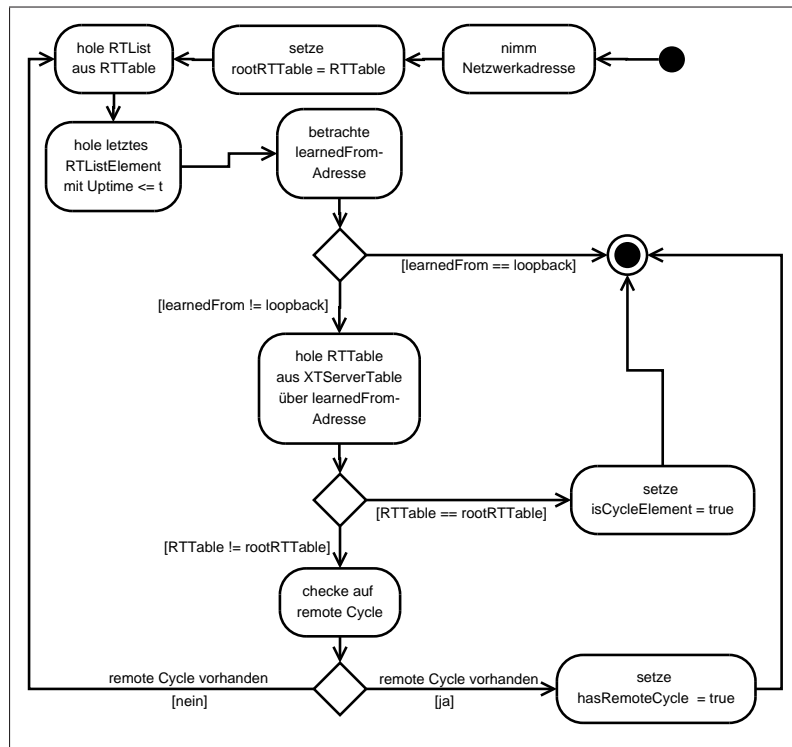 hole RTList
aus RTTable
setze
rootRTTable = RTTable
nimm
Netzwerkadresse
hole letztes
RTListElement
mit Uptime <= t
betrachte
learnedFrom-
Adresse
[learnedFrom == loopback]
[learnedFrom != loopback]
hole RTTable
aus XTServerTable
über learnedFrom-
Adresse
[RTTable == rootRTTable]
setze
isCycleElement = true
[RTTable != rootRTTable]
checke auf
remote Cycle
remote Cycle vorhanden
[nein]
remote Cycle vorhanden
[ja]
setze
hasRemoteCycle = true